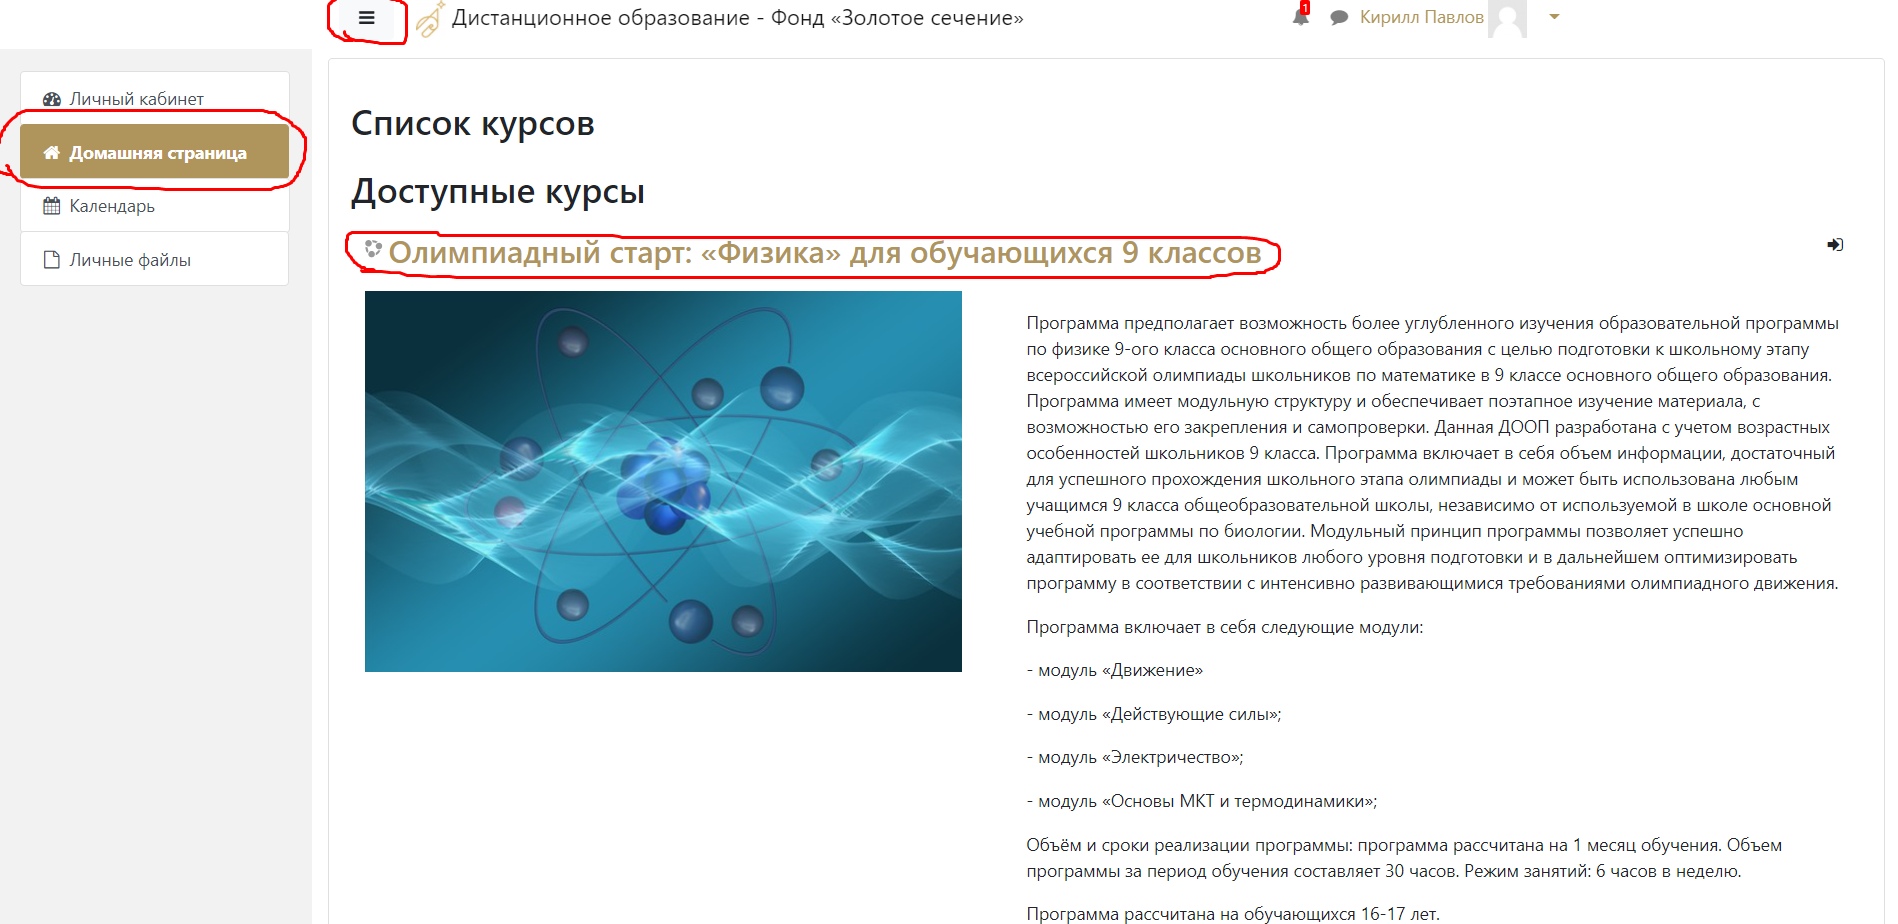 Дистанционное образование - Фонд «Золотое сечение»
1
Кирилл Павлов
Личный кабинет
Домашняя страница
Календарь
Личные файлы
Список курсов
Доступные курсы
Олимпиадный старт: «Физика» для обучающихся 9 классов
Программа предполагает возможность более углубленного изучения образовательной программы
по физике 9-ого класса основного общего образования с целью подготовки к школьному этапу
всероссийской олимпиады школьников по математике в 9 классе основного общего образования.
Программа имеет модульную структуру и обеспечивает поэтапное изучение материала, с
возможностью его закрепления и самопроверки. Данная ДООП разработана с учетом возрастных
особенностей школьников 9 класса. Программа включает в себя объем информации, достаточный
для успешного прохождения школьного этапа олимпиады и может быть использована любым
учащимся 9 класса общеобразовательной школы, независимо от используемой в школе основной
учебной программы по биологии. Модульный принцип программы позволяет успешно
адаптировать ее для школьников любого уровня подготовки и в дальнейшем оптимизировать
программу в соответствии с интенсивно развивающимися требованиями олимпиадного движения.
Программа включает в себя следующие модули:
- модуль «Движение»
- модуль «Действующие силы»;
- модуль «Электричество»;
- модуль «Основы МКТ и термодинамики»;
Объём и сроки реализации программы: программа рассчитана на 1 месяц обучения. Объем
программы за период обучения составляет 30 часов. Режим занятий: 6 часов в неделю.
Программа рассчитана на обучающихся 16-17 лет.